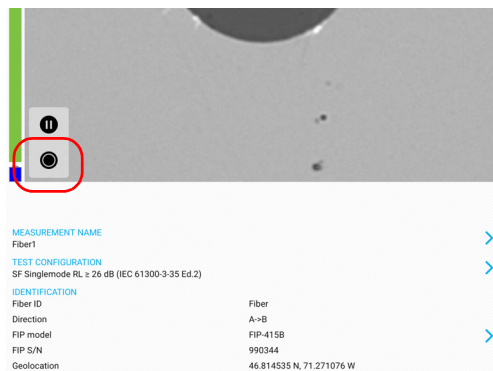 MEASUREMENT NAME
Fiber1
TEST CONFIGURATION
SF Singlemode RL ≥ 26 dB (IEC 61300-3-35 Ed.2)
IDENTIFICATION
Fiber ID Fiber
Direction A->B
FIP model FIP-415B
FIP S/N 990344
Geolocation 46.814535 N, 71.271076 W